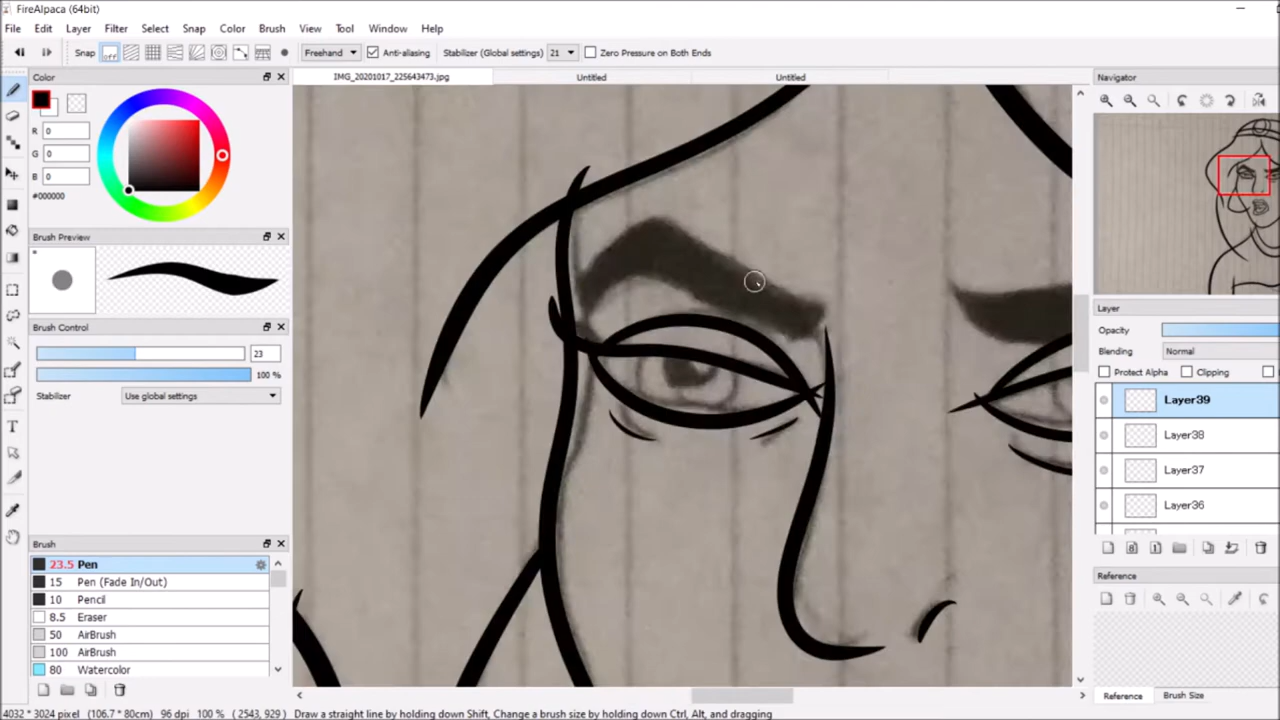 FireAlpaca (64bit)
File Edit Layer Filter Select Snap Color Brush View Tool Window Help
Snap off Freehand Anti-aliasing Stabilizer (Global settings) 21 Zero Pressure on Both Ends
Color
IMG_20201017_225643473.jpg Untitled Untitled
Navigator
R 0
G 0
B 0
#000000
Brush Preview
Brush Control
23
100 %
Stabilizer Use global settings
Layer
Opacity
Blending Normal
Protect Alpha Clipping
Layer39
Layer38
Layer37
Layer36
Brush
23.5 Pen
15 Pen (Fade In/Out)
10 Pencil
8.5 Eraser
50 AirBrush
100 AirBrush
80 Watercolor
Reference
Reference Brush Size
4032 * 3024 pixel (106.7 * 80cm) 96 dpi 100 % ( 2543, 929 ) Draw a straight line by holding down Shift, Change a brush size by holding down Ctrl, Alt, and dragging